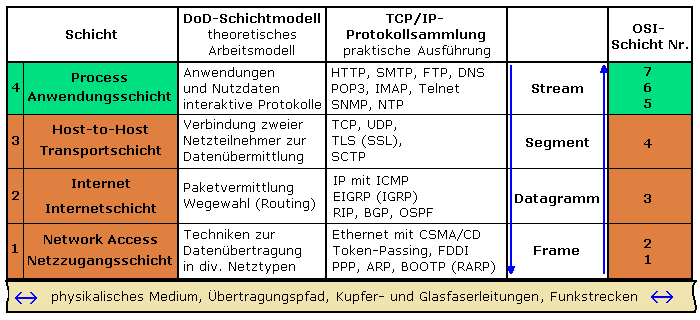 Schicht
DoD-Schichtmodell
theoretisches
Arbeitsmodell
TCP/IP-
Protokollsammlung
praktische Ausführung
OSI-
Schicht Nr.
4
Process
Anwendungsschicht
Anwendungen
und Nutzdaten
interaktive Protokolle
HTTP, SMTP, FTP, DNS
POP3, IMAP, Telnet
SNMP, NTP
Stream
7
6
5
3
Host-to-Host
Transportschicht
Verbindung zweier
Netzteilnehmer zur
Datenübermittlung
TCP, UDP,
TLS (SSL),
SCTP
Segment
4
2
Internet
Internetschicht
Paketvermittlung
Wegewahl (Routing)
IP mit ICMP
EIGRP (IGRP)
RIP, BGP, OSPF
Datagramm
3
1
Network Access
Netzzugangsschicht
Techniken zur
Datenübertragung
in div. Netztypen
Ethernet mit CSMA/CD
Token-Passing, FDDI
PPP, ARP, BOOTP (RARP)
Frame
2
1
physikalisches Medium, Übertragungspfad, Kupfer- und Glasfaserleitungen, Funkstrecken